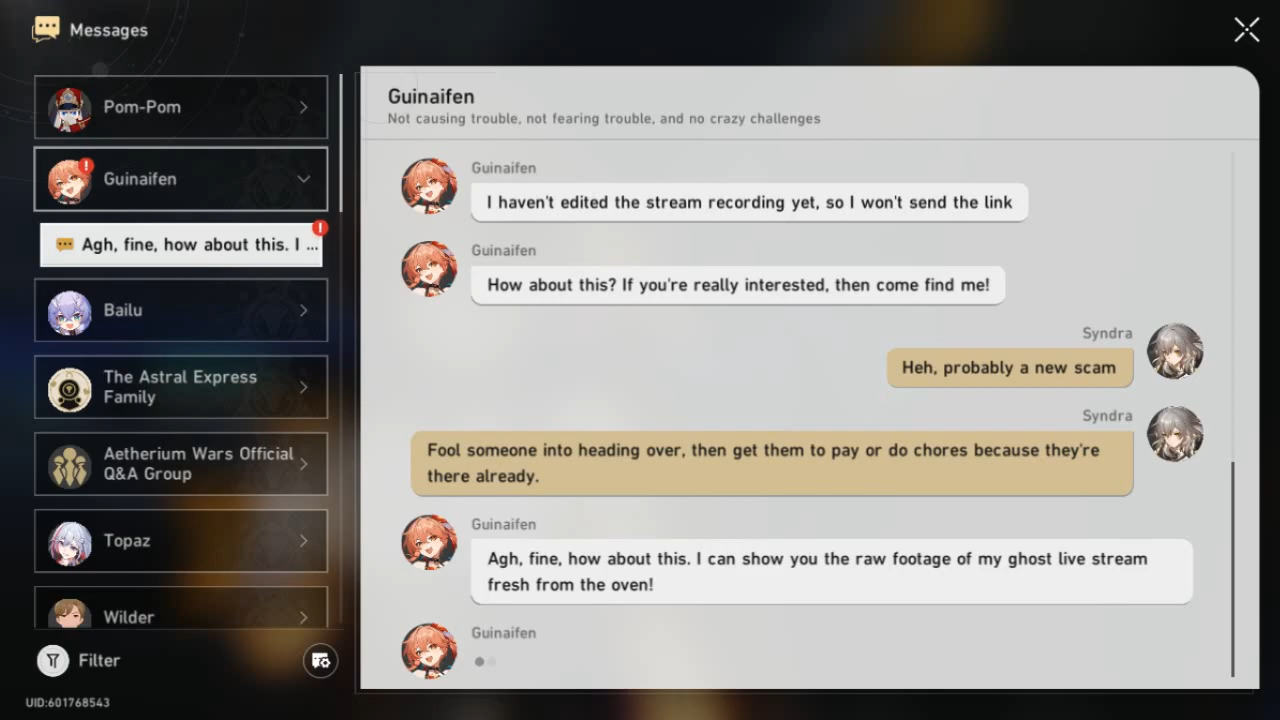 Messages
Pom-Pom
Guinaifen
Agh, fine, how about this. I ...
Bailu
The Astral Express
Family
Aetherium Wars Official
Q&A Group
Topaz
Wilder
Filter
UID:601768543
Guinaifen
Not causing trouble, not fearing trouble, and no crazy challenges
Guinaifen
I haven't edited the stream recording yet, so I won't send the link
Guinaifen
How about this? If you're really interested, then come find me!
Syndra
Heh, probably a new scam
Syndra
Fool someone into heading over, then get them to pay or do chores because they're
there already.
Guinaifen
Agh, fine, how about this. I can show you the raw footage of my ghost live stream
fresh from the oven!
Guinaifen